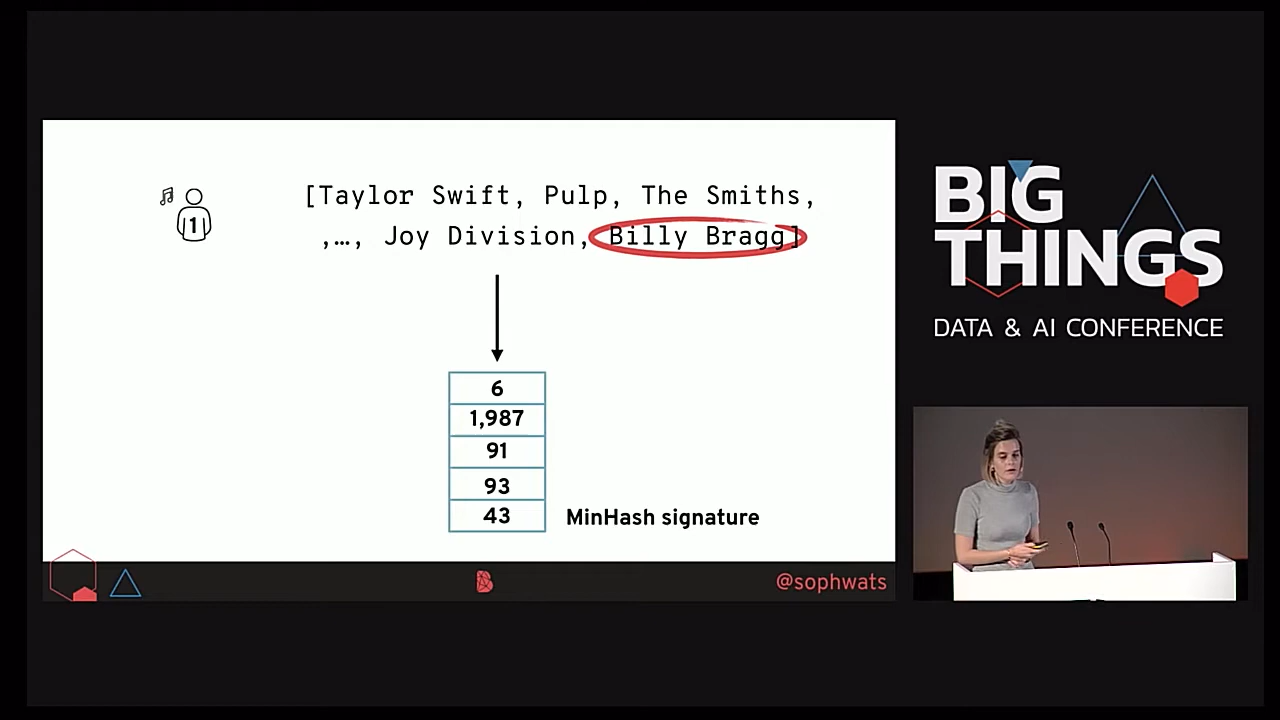 [Taylor Swift, Pulp, The Smiths,
,…, Joy Division, Billy Bragg]
1
6
1,987
91
93
43
MinHash signature
@sophwats
BIG
THINGS
DATA & AI CONFERENCE